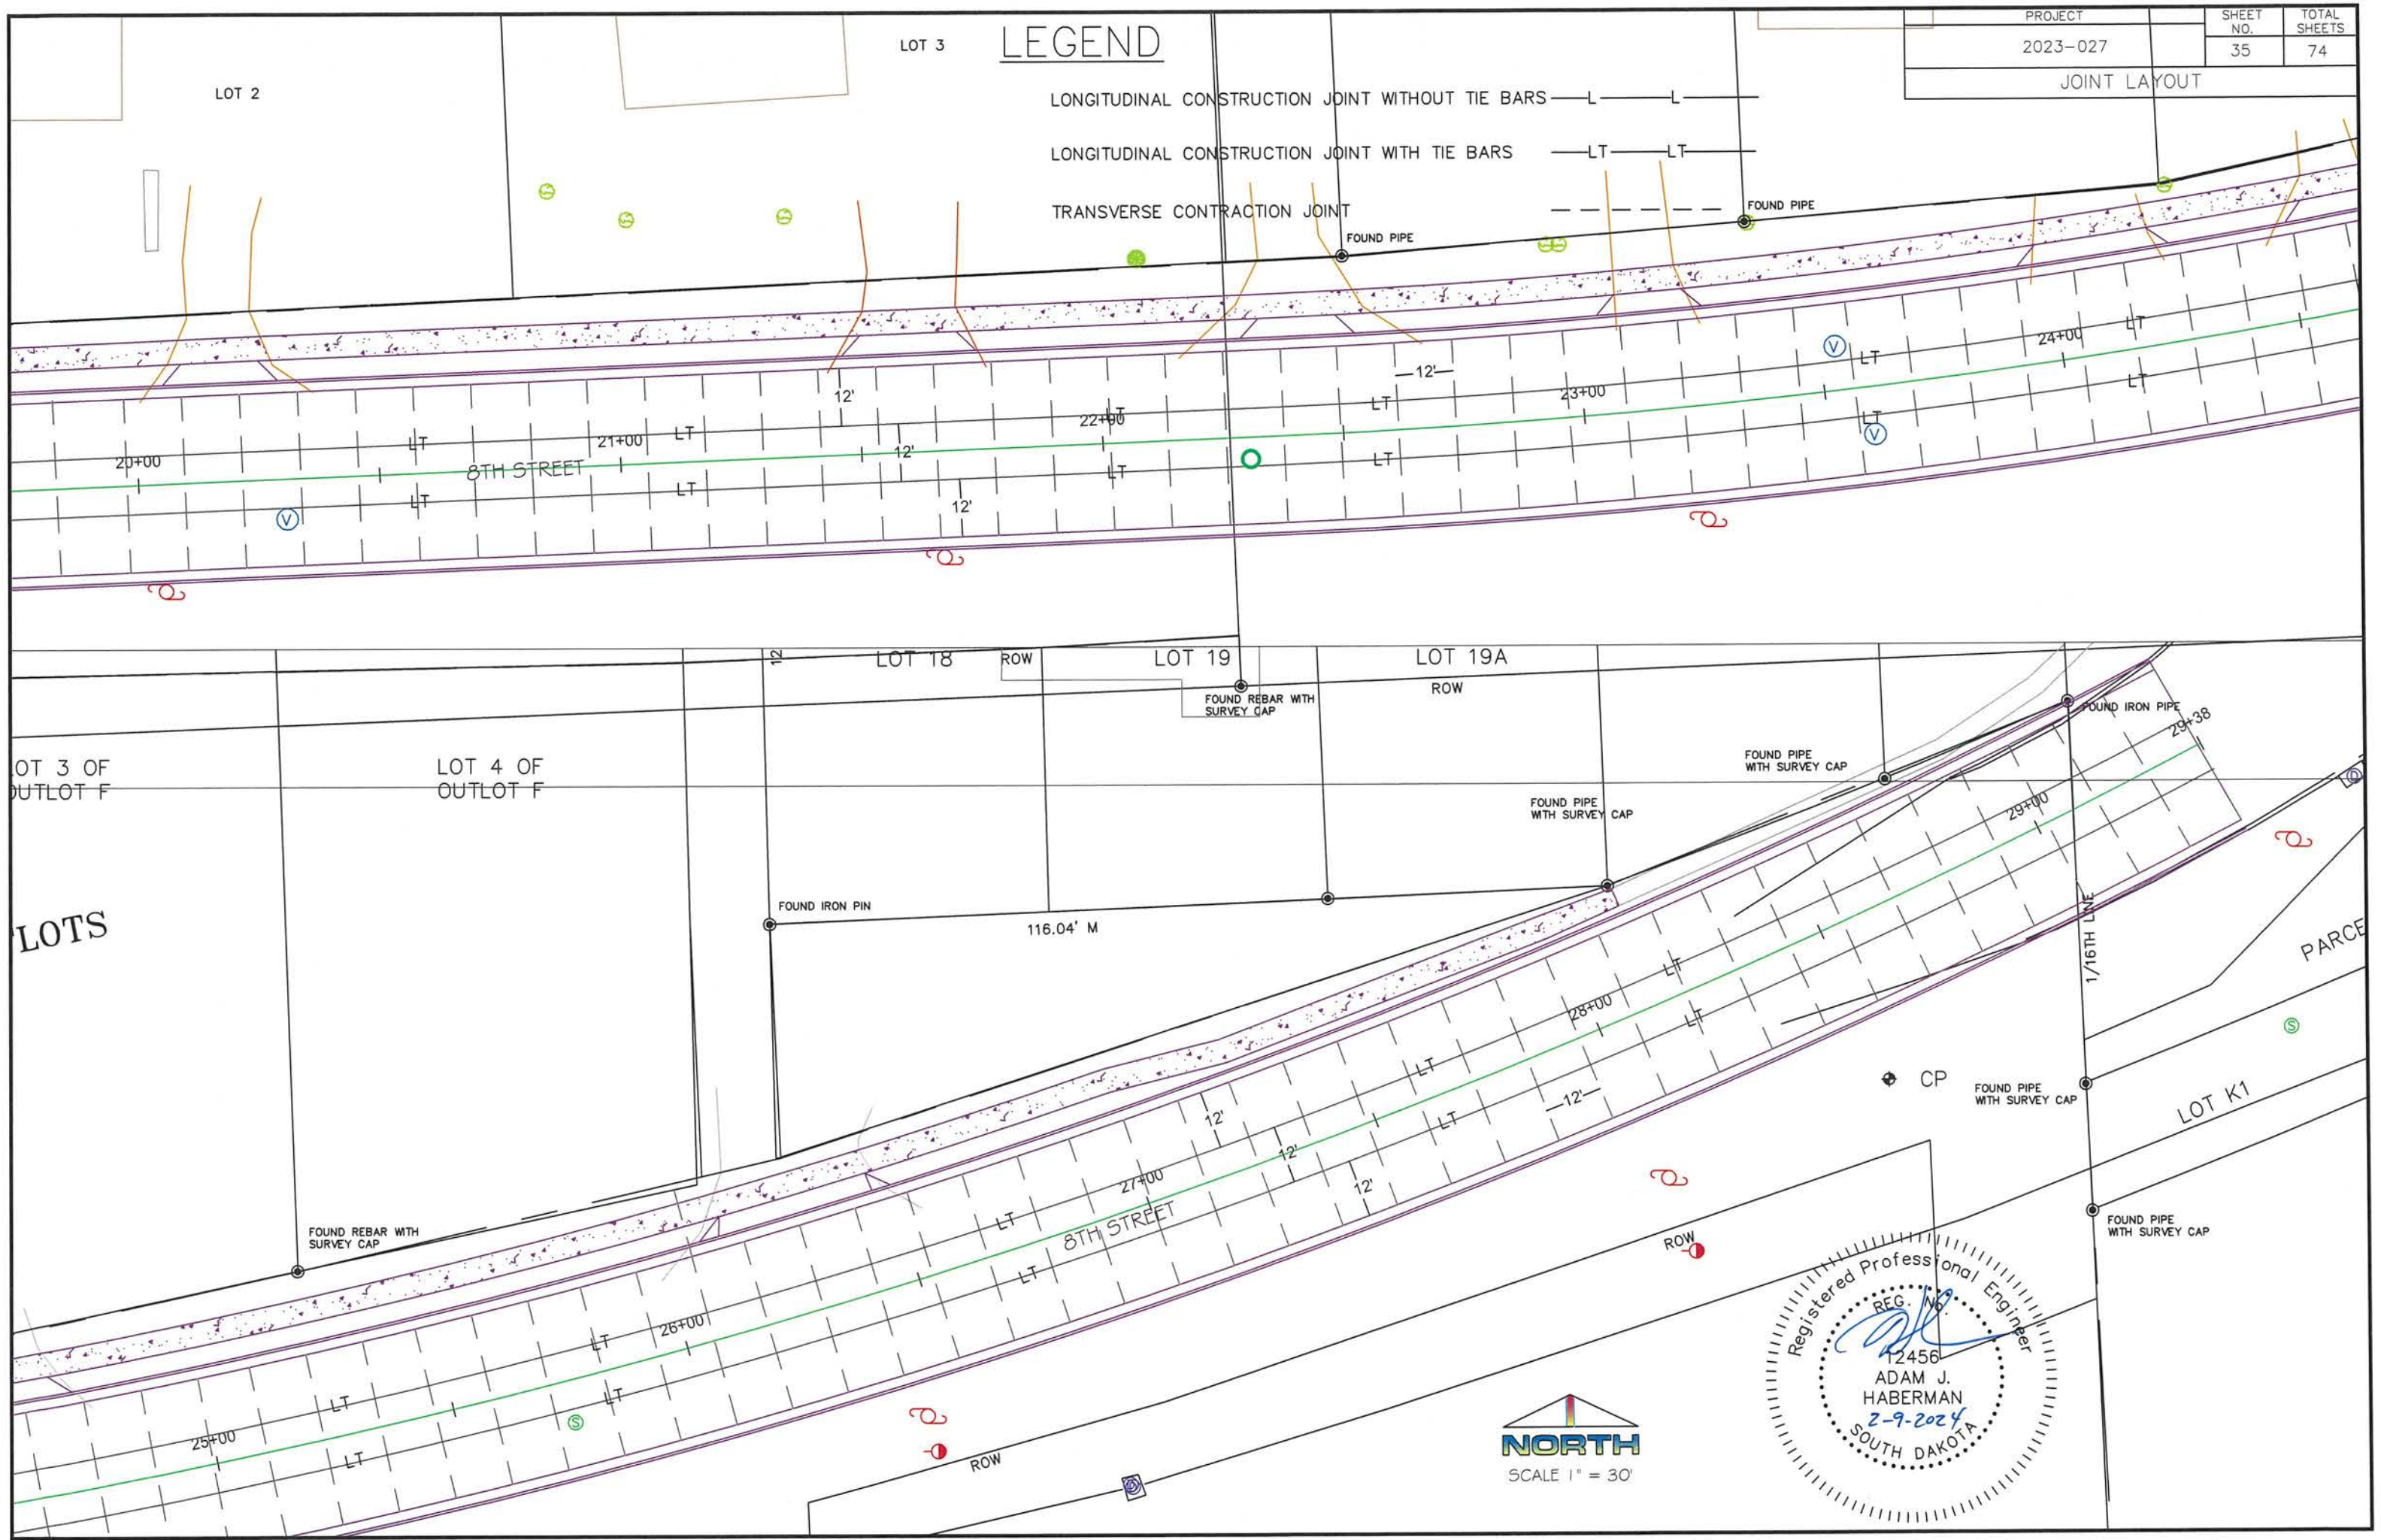 PROJECT
SHEET
NO.
TOTAL
SHEETS
2023-027
35
74
JOINT LAYOUT
LEGEND
LONGITUDINAL CONSTRUCTION JOINT WITHOUT TIE BARS L L
LONGITUDINAL CONSTRUCTION JOINT WITH TIE BARS LT LT
TRANSVERSE CONTRACTION JOINT
LOT 2
LOT 3
FOUND PIPE
FOUND PIPE
12'
12'
12'
12'
20+00
21+00
22+00
23+00
24+00
8TH STREET
LT
LT
LT
LT
LT
LT
LT
LT
LT
LT
LT
LT
V
V
V
12
LOT 18
ROW
LOT 19
LOT 19A
ROW
FOUND REBAR WITH
SURVEY CAP
FOUND IRON PIPE
29+38
OT 3 OF
OUTLOT F
LOT 4 OF
OUTLOT F
FOUND PIPE
WITH SURVEY CAP
FOUND PIPE
WITH SURVEY CAP
29+00
D
LOTS
FOUND IRON PIN
116.04' M
1/16TH LINE
PARCE
LT
28+00
LT
S
LT
LT
12'
12'
12'
12'
CP
FOUND PIPE
WITH SURVEY CAP
LOT K1
27+00
8TH STREET
LT
LT
FOUND PIPE
WITH SURVEY CAP
FOUND REBAR WITH
SURVEY CAP
ROW
26+00
LT
LT
S
25+00
LT
LT
ROW
D
NORTH
SCALE 1" = 30'
Registered Professional Engineer
REG. No.
12456
ADAM J.
HABERMAN
2-9-2024
SOUTH DAKOTA